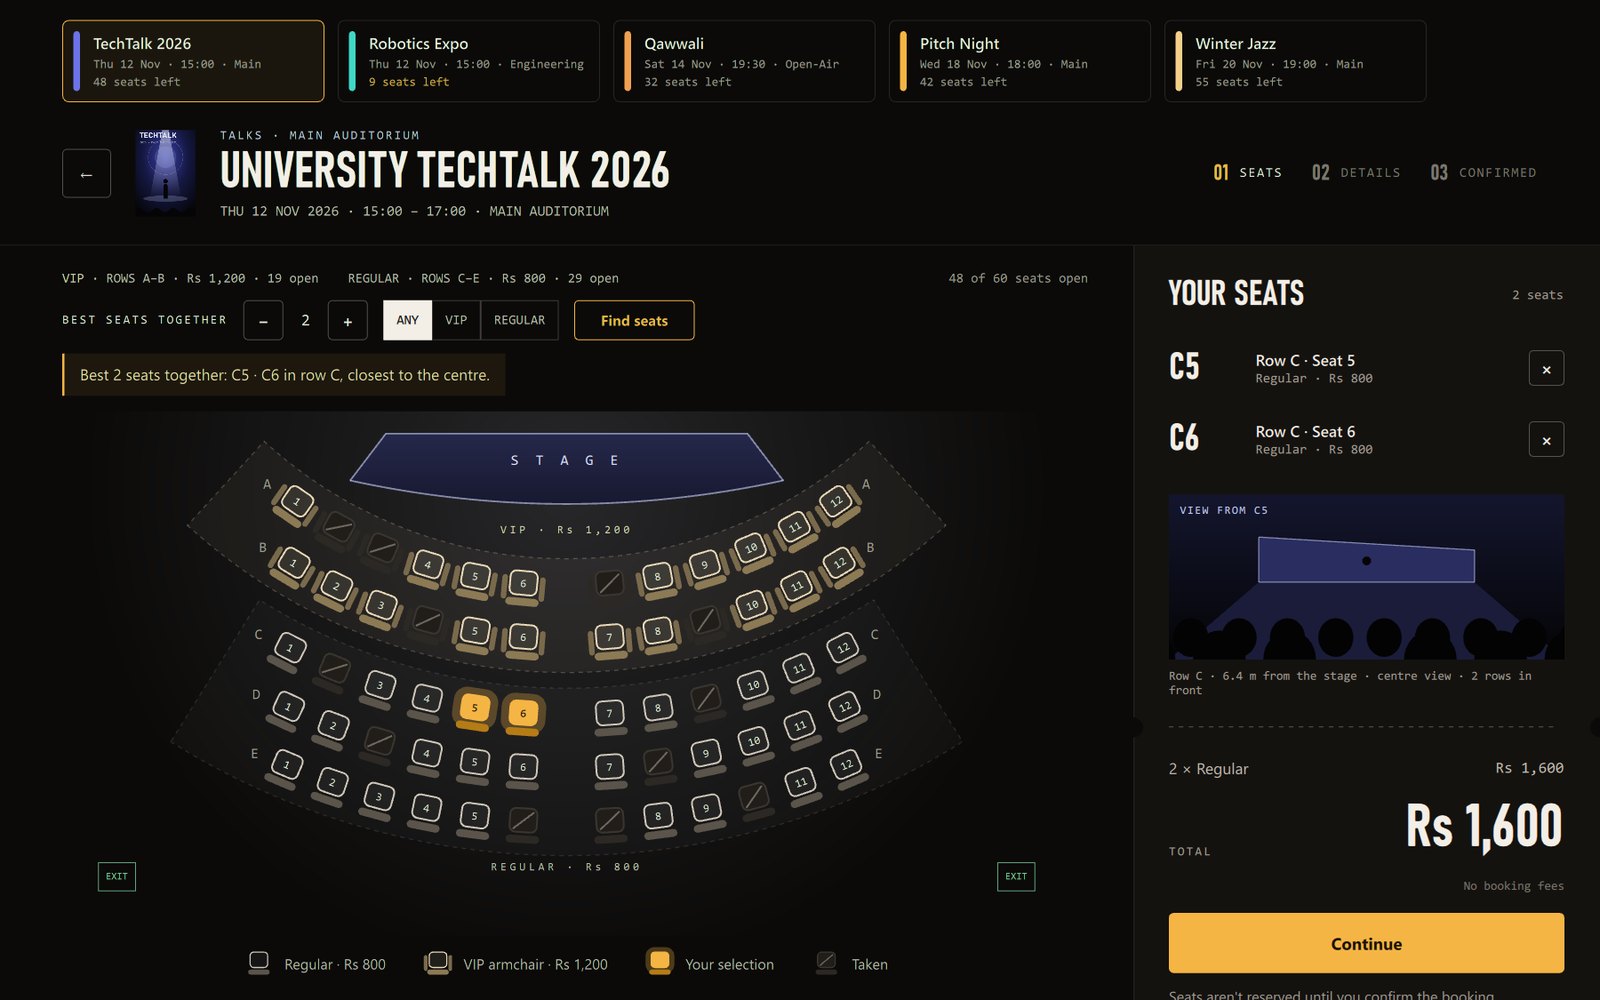 TechTalk 2026
Thu 12 Nov · 15:00 · Main
48 seats left
Robotics Expo
Thu 12 Nov · 15:00 · Engineering
9 seats left
Qawwali
Sat 14 Nov · 19:30 · Open-Air
32 seats left
Pitch Night
Wed 18 Nov · 18:00 · Main
42 seats left
Winter Jazz
Fri 20 Nov · 19:00 · Main
55 seats left
←
TECHTALK
TALKS · MAIN AUDITORIUM
UNIVERSITY TECHTALK 2026
THU 12 NOV 2026 · 15:00 – 17:00 · MAIN AUDITORIUM
01 SEATS 02 DETAILS 03 CONFIRMED
VIP · ROWS A–B · Rs 1,200 · 19 open REGULAR · ROWS C–E · Rs 800 · 29 open
48 of 60 seats open
BEST SEATS TOGETHER − 2 + ANY VIP REGULAR Find seats
Best 2 seats together: C5 · C6 in row C, closest to the centre.
STAGE
VIP · Rs 1,200
A 1 4 5 6 8 9 10 11 12 A
B 1 2 3 5 6 7 8 10 11 12 B
C 1 3 4 5 6 7 8 10 11 12 C
D 1 2 4 5 6 7 9 10 11 12 D
E 1 2 3 4 5 8 9 11 12 E
REGULAR · Rs 800
EXIT EXIT
Regular · Rs 800 VIP armchair · Rs 1,200 Your selection Taken
YOUR SEATS
2 seats
C5
Row C · Seat 5
Regular · Rs 800
×
C6
Row C · Seat 6
Regular · Rs 800
×
VIEW FROM C5
Row C · 6.4 m from the stage · centre view · 2 rows in
front
2 × Regular Rs 1,600
TOTAL Rs 1,600
No booking fees
Continue
Seats aren't reserved until you confirm the booking